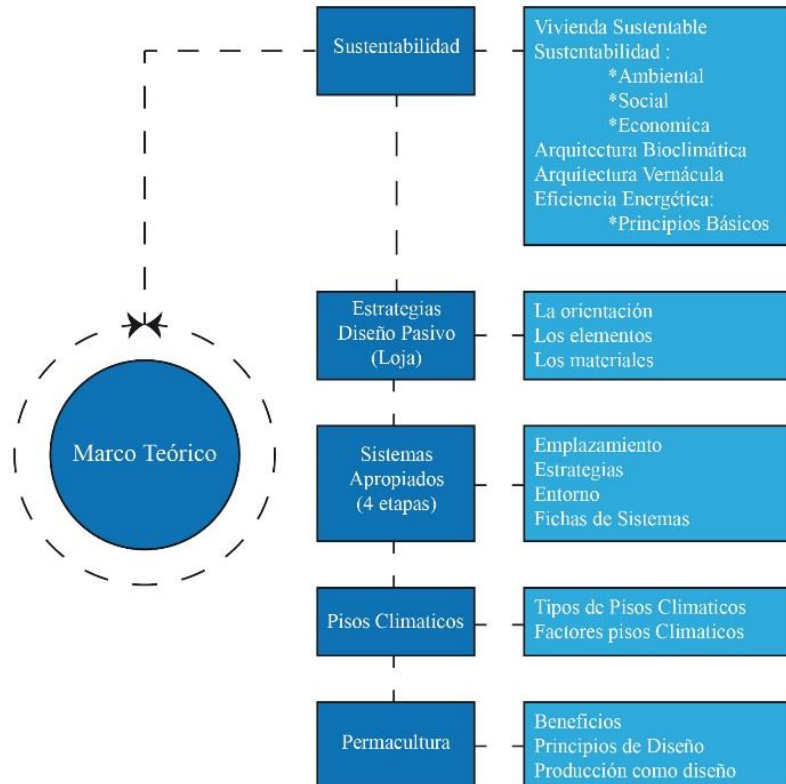 Sustentabilidad
Vivienda Sustentable
Sustentabilidad :
*Ambiental
*Social
*Economica
Arquitectura Bioclimática
Arquitectura Vernácula
Eficiencia Energética:
*Principios Básicos
Marco Teórico
Estrategias
Diseño Pasivo
(Loja)
La orientación
Los elementos
Los materiales
Sistemas
Apropiados
(4 etapas)
Emplazamiento
Estrategias
Entorno
Fichas de Sistemas
Pisos Climaticos
Tipos de Pisos Climaticos
Factores pisos Climaticos
Permacultura
Beneficios
Principios de Diseño
Producción como diseño